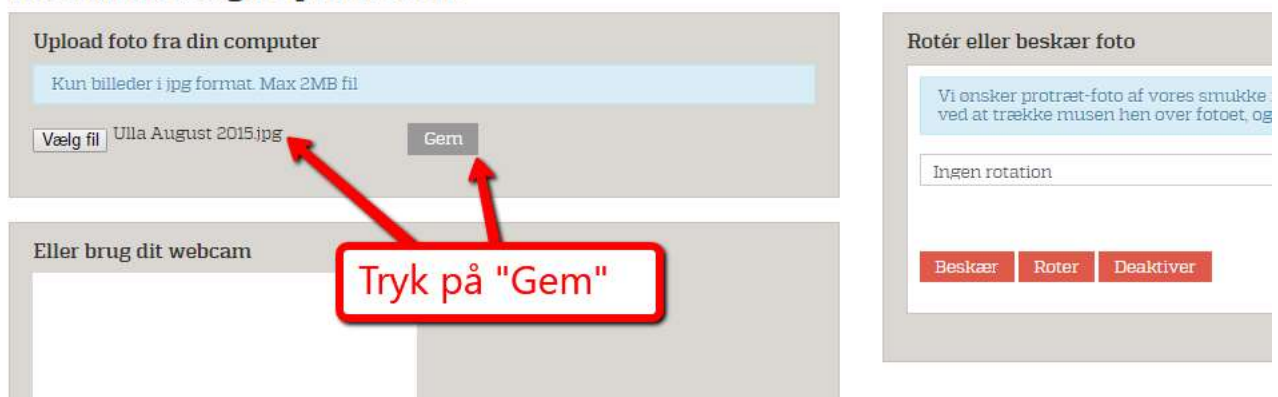 Upload foto fra din computer
Kun billeder i jpg format. Max 2MB fil
Vælg fil Ulla August 2015.jpg
Gem
Eller brug dit webcam
Tryk på "Gem"
Rotér eller beskær foto
Vi ønsker protræt-foto af vores smukke
ved at trække musen hen over fotoet, og
Ingen rotation
Beskær Roter Deaktiver